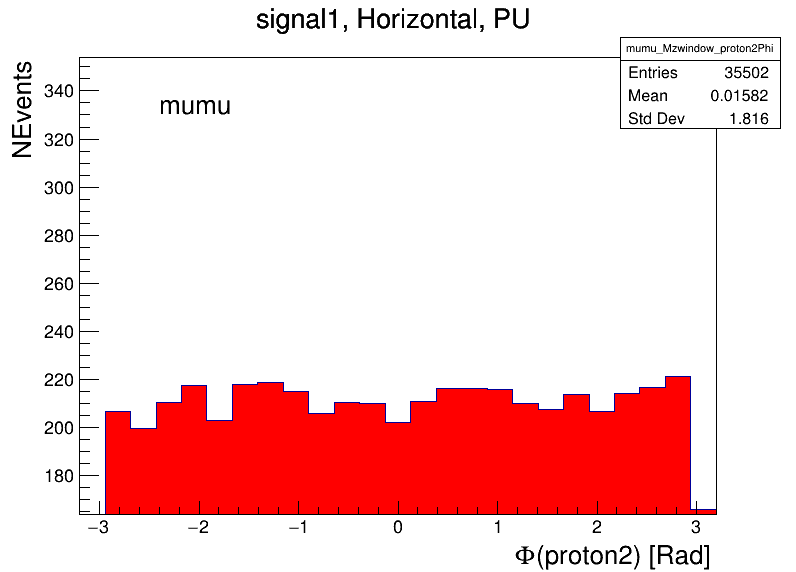 signal1, Horizontal, PU
mumu_Mzwindow_proton2Phi
Entries 35502
Mean 0.01582
Std Dev 1.816
NEvents
mumu
340
320
300
280
260
240
220
200
180
−3 −2 −1 0 1 2 3
Φ(proton2) [Rad]